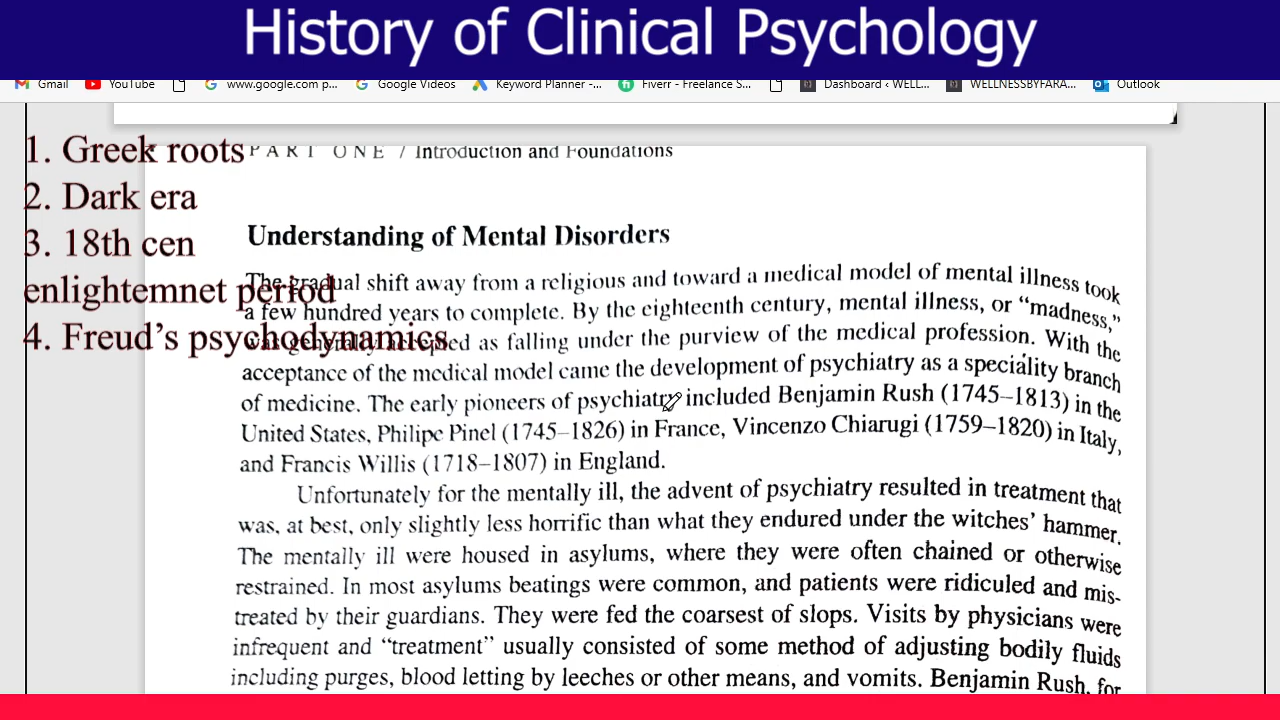 History of Clinical Psychology
Gmail YouTube www.google.com p... Google Videos Keyword Planner -... Fiverr - Freelance S... Dashboard ‹ WELL... WELLNESSBYFARA... Outlook
1. Greek roots
PART ONE / Introduction and Foundations
2. Dark era
3. 18th cen
enlightemnet period
4. Freud’s psychodynamics
Understanding of Mental Disorders
The gradual shift away from a religious and toward a medical model of mental illness took
a few hundred years to complete. By the eighteenth century, mental illness, or “madness,”
was generally accepted as falling under the purview of the medical profession. With the
acceptance of the medical model came the development of psychiatry as a speciality branch
of medicine. The early pioneers of psychiatry included Benjamin Rush (1745–1813) in the
United States, Philipe Pinel (1745–1826) in France, Vincenzo Chiarugi (1759–1820) in Italy,
and Francis Willis (1718–1807) in England.
Unfortunately for the mentally ill, the advent of psychiatry resulted in treatment that
was, at best, only slightly less horrific than what they endured under the witches’ hammer.
The mentally ill were housed in asylums, where they were often chained or otherwise
restrained. In most asylums beatings were common, and patients were ridiculed and mis-
treated by their guardians. They were fed the coarsest of slops. Visits by physicians were
infrequent and “treatment” usually consisted of some method of adjusting bodily fluids
including purges, blood letting by leeches or other means, and vomits. Benjamin Rush, for